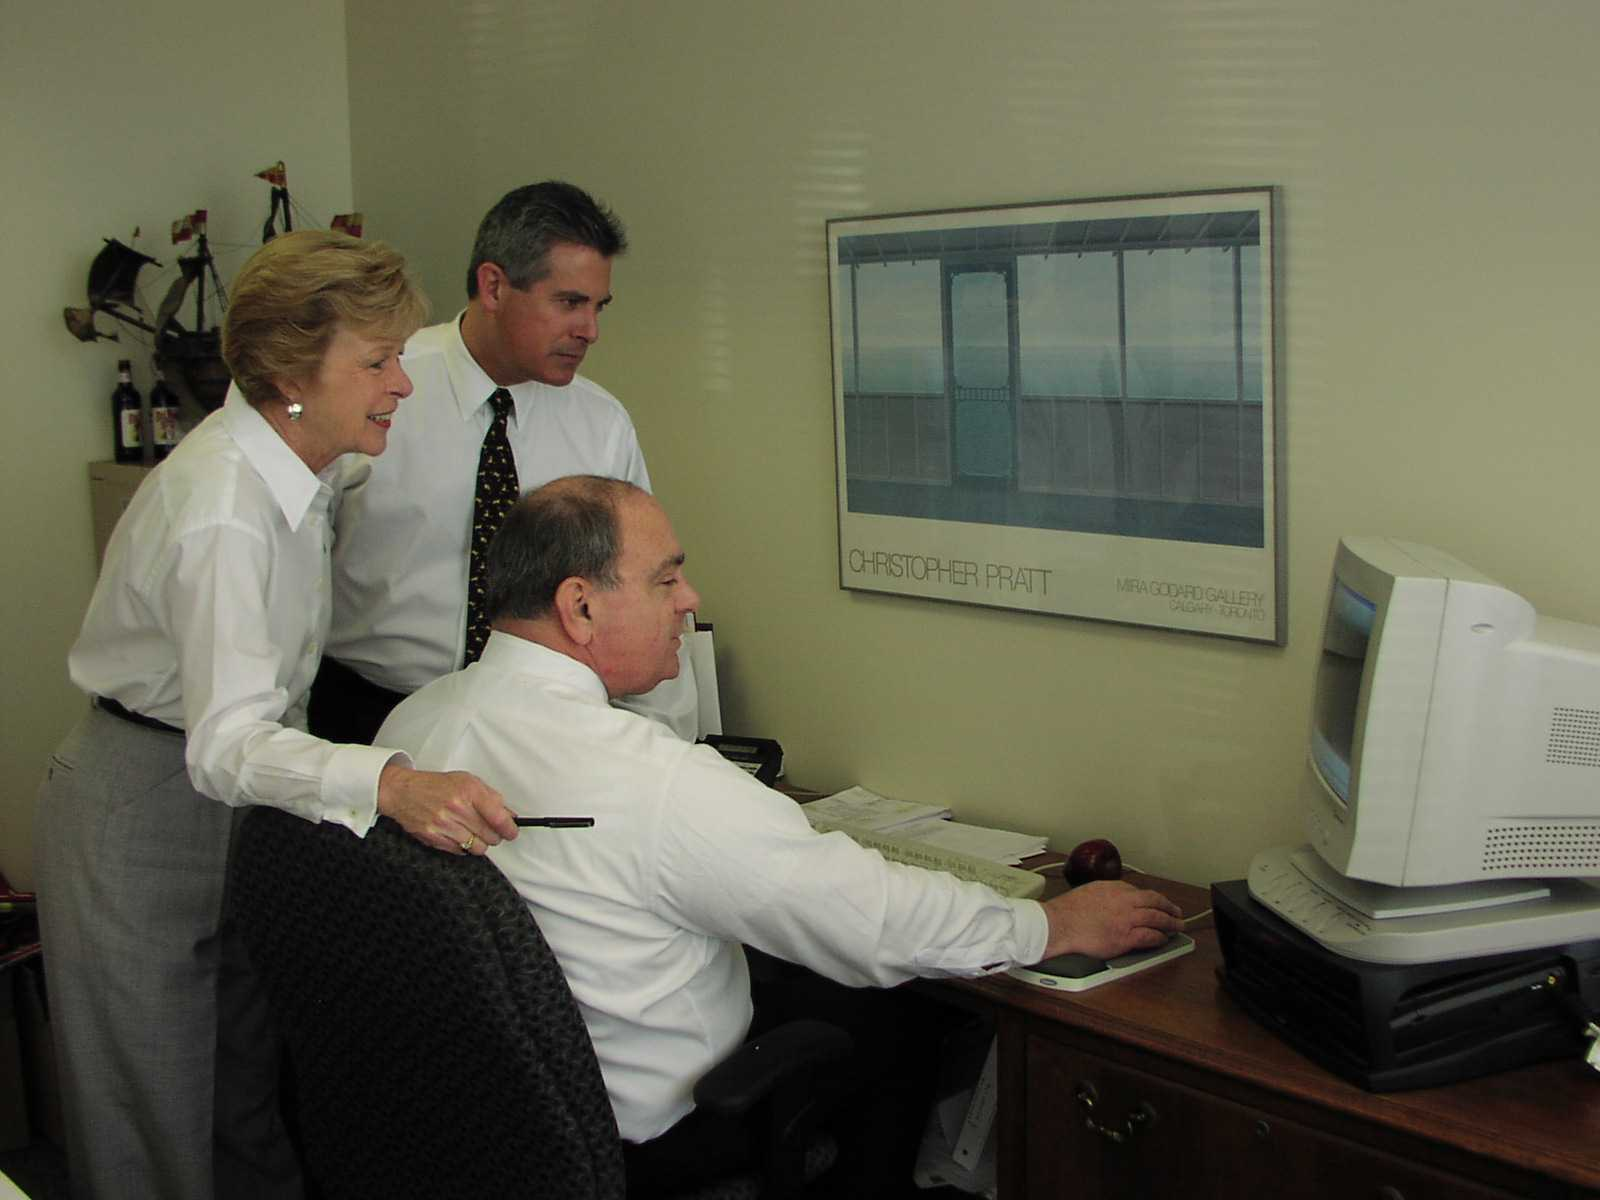 CHRISTOPHER PRATT
MIRA GODARD GALLERY
CALGARY · TORONTO